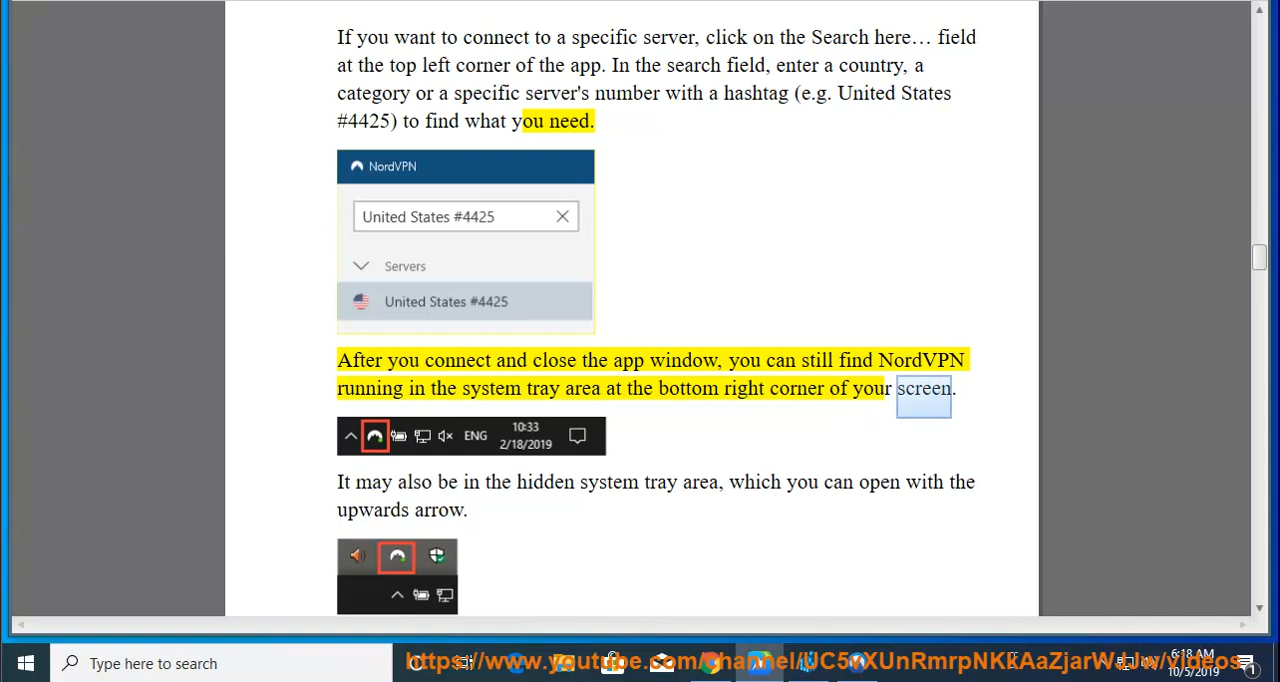 If you want to connect to a specific server, click on the Search here… field
at the top left corner of the app. In the search field, enter a country, a
category or a specific server's number with a hashtag (e.g. United States
#4425) to find what you need.
NordVPN
United States #4425
Servers
United States #4425
After you connect and close the app window, you can still find NordVPN
running in the system tray area at the bottom right corner of your screen.
ENG
10:33
2/18/2019
It may also be in the hidden system tray area, which you can open with the
upwards arrow.
Type here to search
6:18 AM
10/5/2019
1